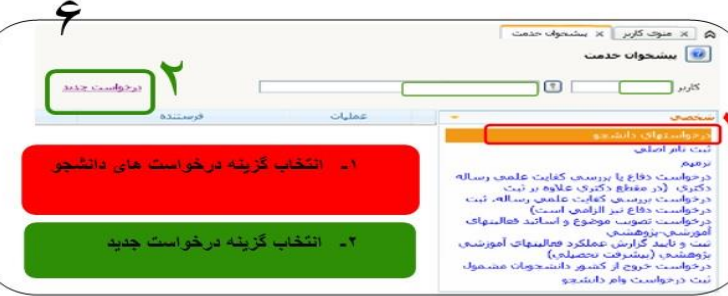 ۶
منوی کاربر × پیشخوان خدمت ×
پیشخوان خدمت
کاربر
۲
درخواست جدید
شخصی
عملیات
فرستنده
درخواستهای دانشجو
ثبت نام اصلی
ترمیم
درخواست دفاع یا بررسی کفایت علمی رساله
دکتری (در مقطع دکتری علاوه بر ثبت
درخواست بررسی کفایت علمی رساله، ثبت
درخواست دفاع نیز الزامی است)
درخواست تصویب موضوع و اساتید فعالیتهای
آموزشی-پژوهشی
ثبت و تایید گزارش عملکرد فعالیتهای آموزشی
پژوهشی (پیشرفت تحصیلی)
درخواست خروج از کشور دانشجویان مشمول
ثبت درخواست وام دانشجو
۱- انتخاب گزینه درخواست های دانشجو
۲- انتخاب گزینه درخواست جدید